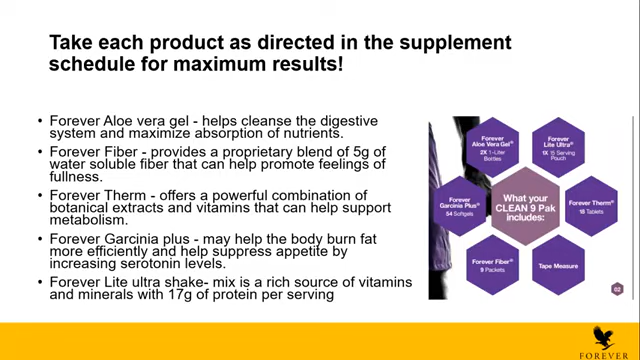 Take each product as directed in the supplement
schedule for maximum results!
• Forever Aloe vera gel - helps cleanse the digestive
system and maximize absorption of nutrients.
• Forever Fiber - provides a proprietary blend of 5g of
water soluble fiber that can help promote feelings of
fullness.
• Forever Therm - offers a powerful combination of
botanical extracts and vitamins that can help support
metabolism.
• Forever Garcinia plus - may help the body burn fat
more efficiently and help suppress appetite by
increasing serotonin levels.
• Forever Lite ultra shake- mix is a rich source of vitamins
and minerals with 17g of protein per serving
Forever
Aloe Vera Gel®
2X 1-Liter
Bottles
Forever
Lite Ultra®
1X 15 Serving
Pouch
Forever
Garcinia Plus®
54 Softgels
What your
CLEAN 9 Pak
includes:
Forever Therm®
18 Tablets
Forever Fiber®
9 Packets
Tape Measure
02
FOREVER